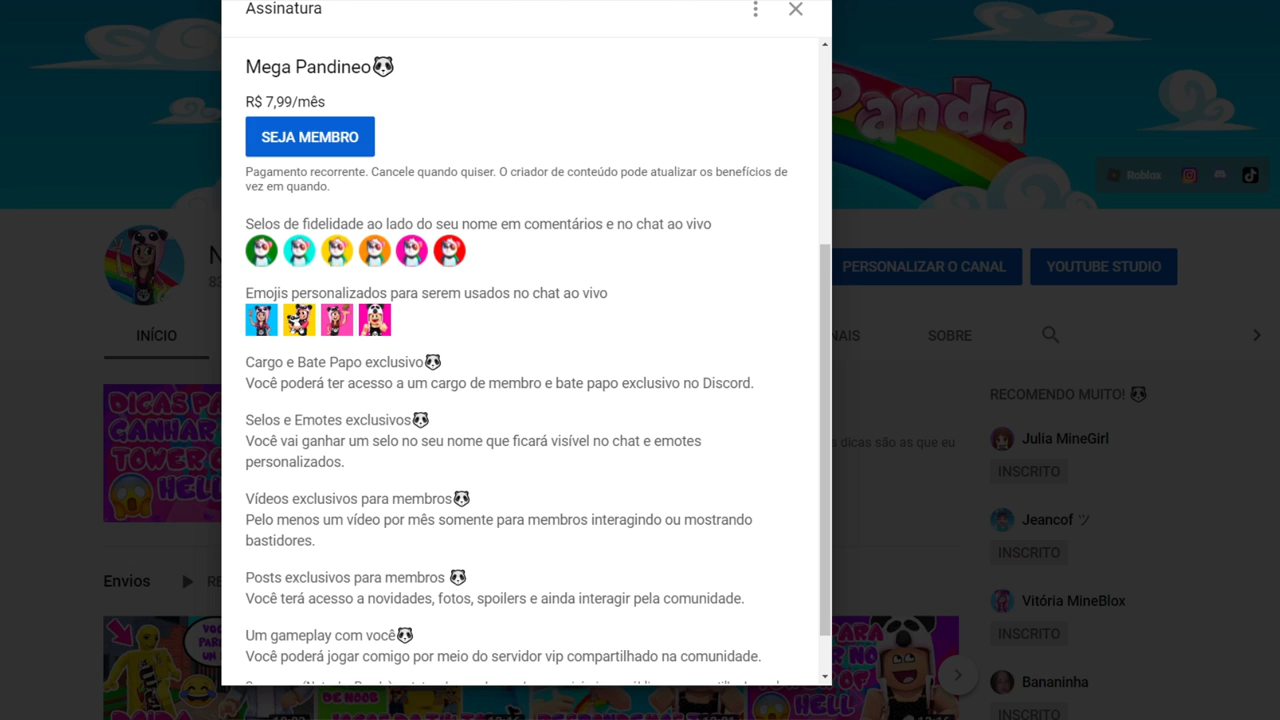 Assinatura
Mega Pandineo🐼
R$ 7,99/mês
SEJA MEMBRO
Pagamento recorrente. Cancele quando quiser. O criador de conteúdo pode atualizar os benefícios de
vez em quando.
Selos de fidelidade ao lado do seu nome em comentários e no chat ao vivo
Emojis personalizados para serem usados no chat ao vivo
Cargo e Bate Papo exclusivo🐼
Você poderá ter acesso a um cargo de membro e bate papo exclusivo no Discord.
Selos e Emotes exclusivos🐼
Você vai ganhar um selo no seu nome que ficará visível no chat e emotes
personalizados.
Vídeos exclusivos para membros🐼
Pelo menos um vídeo por mês somente para membros interagindo ou mostrando
bastidores.
Posts exclusivos para membros 🐼
Você terá acesso a novidades, fotos, spoilers e ainda interagir pela comunidade.
Um gameplay com você🐼
Você poderá jogar comigo por meio do servidor vip compartilhado na comunidade.
Panda
Roblox
PERSONALIZAR O CANAL
YOUTUBE STUDIO
INÍCIO
SOBRE
DICAS
GANHAR
TOWER
HELL
s dicas são as que eu
RECOMENDO MUITO! 🐼
Julia MineGirl
INSCRITO
Jeancof ツ
INSCRITO
Vitória MineBlox
INSCRITO
Bananinha
INSCRITO
Envios
DE NOOB